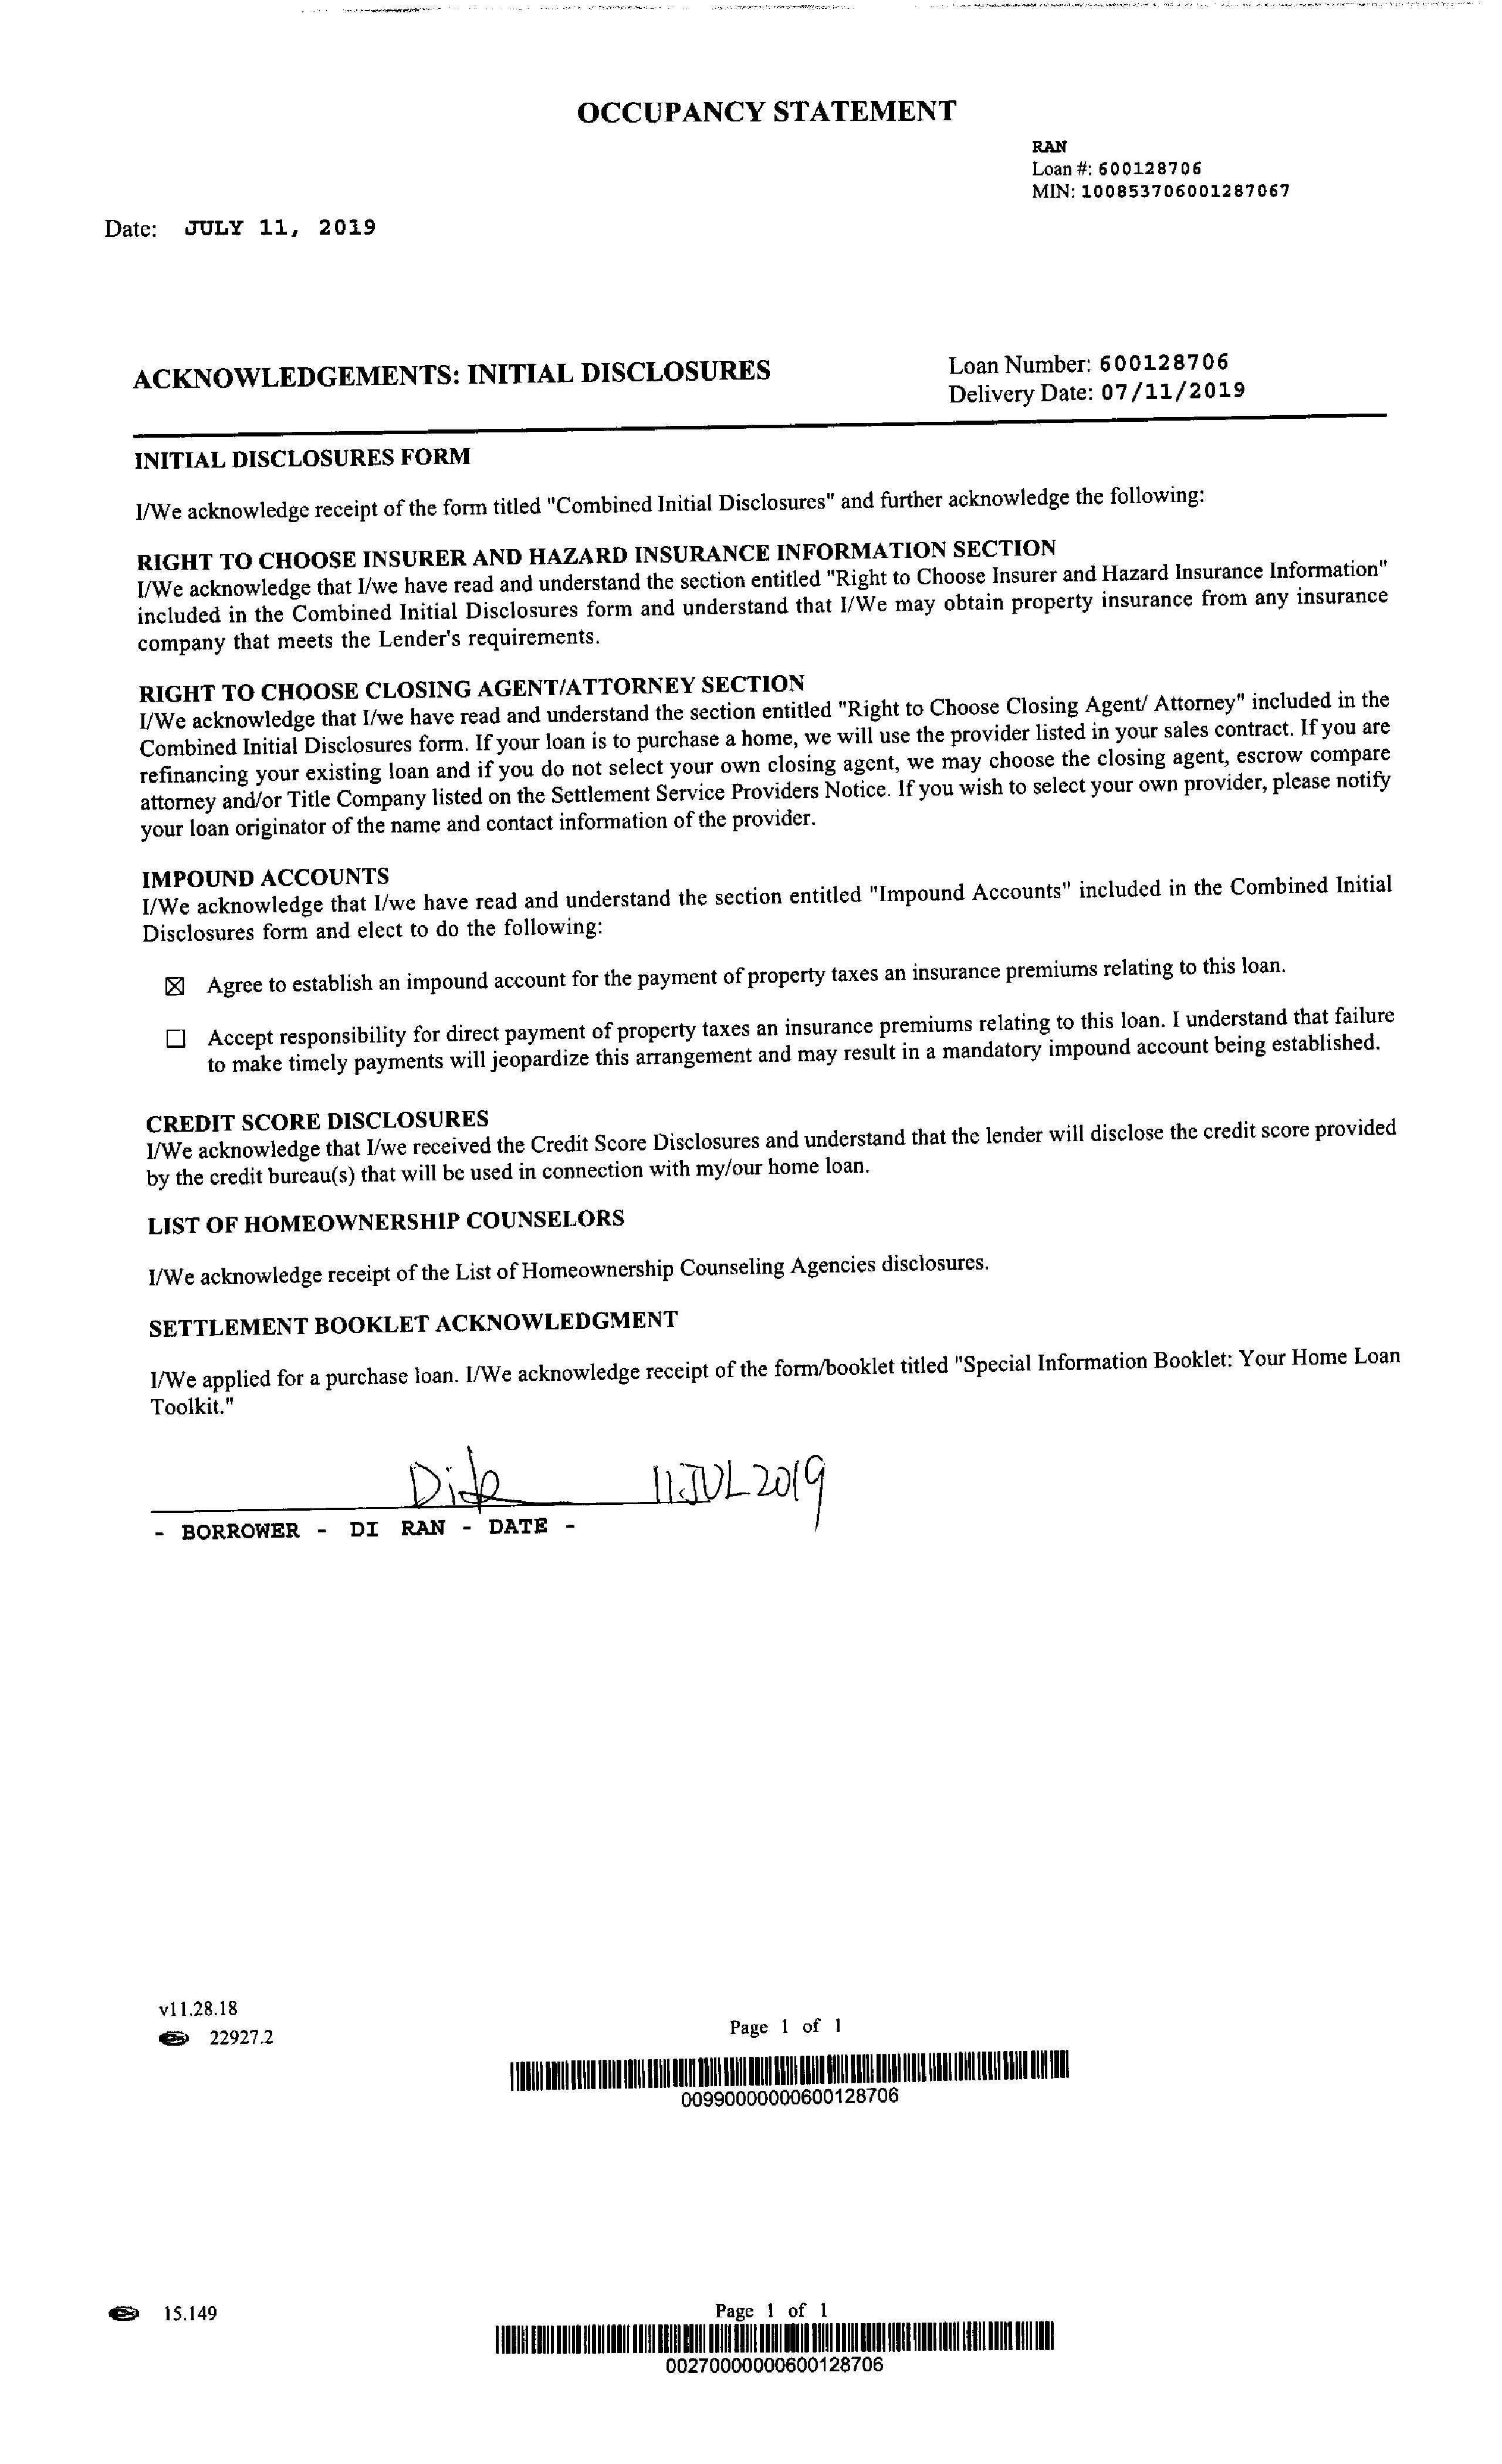 OCCUPANCY STATEMENT
RAN
Loan #: 600128706
MIN: 100853706001287067
Date: JULY 11, 2019
ACKNOWLEDGEMENTS: INITIAL DISCLOSURES
Loan Number: 600128706
Delivery Date: 07/11/2019
INITIAL DISCLOSURES FORM
I/We acknowledge receipt of the form titled "Combined Initial Disclosures" and further acknowledge the following:
RIGHT TO CHOOSE INSURER AND HAZARD INSURANCE INFORMATION SECTION
I/We acknowledge that I/we have read and understand the section entitled "Right to Choose Insurer and Hazard Insurance Information"
included in the Combined Initial Disclosures form and understand that I/We may obtain property insurance from any insurance
company that meets the Lender's requirements.
RIGHT TO CHOOSE CLOSING AGENT/ATTORNEY SECTION
I/We acknowledge that I/we have read and understand the section entitled "Right to Choose Closing Agent/ Attorney" included in the
Combined Initial Disclosures form. If your loan is to purchase a home, we will use the provider listed in your sales contract. If you are
refinancing your existing loan and if you do not select your own closing agent, we may choose the closing agent, escrow compare
attorney and/or Title Company listed on the Settlement Service Providers Notice. If you wish to select your own provider, please notify
your loan originator of the name and contact information of the provider.
IMPOUND ACCOUNTS
I/We acknowledge that I/we have read and understand the section entitled "Impound Accounts" included in the Combined Initial
Disclosures form and elect to do the following:
☒ Agree to establish an impound account for the payment of property taxes an insurance premiums relating to this loan.
☐ Accept responsibility for direct payment of property taxes an insurance premiums relating to this loan. I understand that failure
to make timely payments will jeopardize this arrangement and may result in a mandatory impound account being established.
CREDIT SCORE DISCLOSURES
I/We acknowledge that I/we received the Credit Score Disclosures and understand that the lender will disclose the credit score provided
by the credit bureau(s) that will be used in connection with my/our home loan.
LIST OF HOMEOWNERSHIP COUNSELORS
I/We acknowledge receipt of the List of Homeownership Counseling Agencies disclosures.
SETTLEMENT BOOKLET ACKNOWLEDGMENT
I/We applied for a purchase loan. I/We acknowledge receipt of the form/booklet titled "Special Information Booklet: Your Home Loan
Toolkit."
11 JUL 2019
- BORROWER - DI RAN - DATE -
v11.28.18
22927.2
Page 1 of 1
00990000000600128706
15.149
Page 1 of 1
00270000000600128706